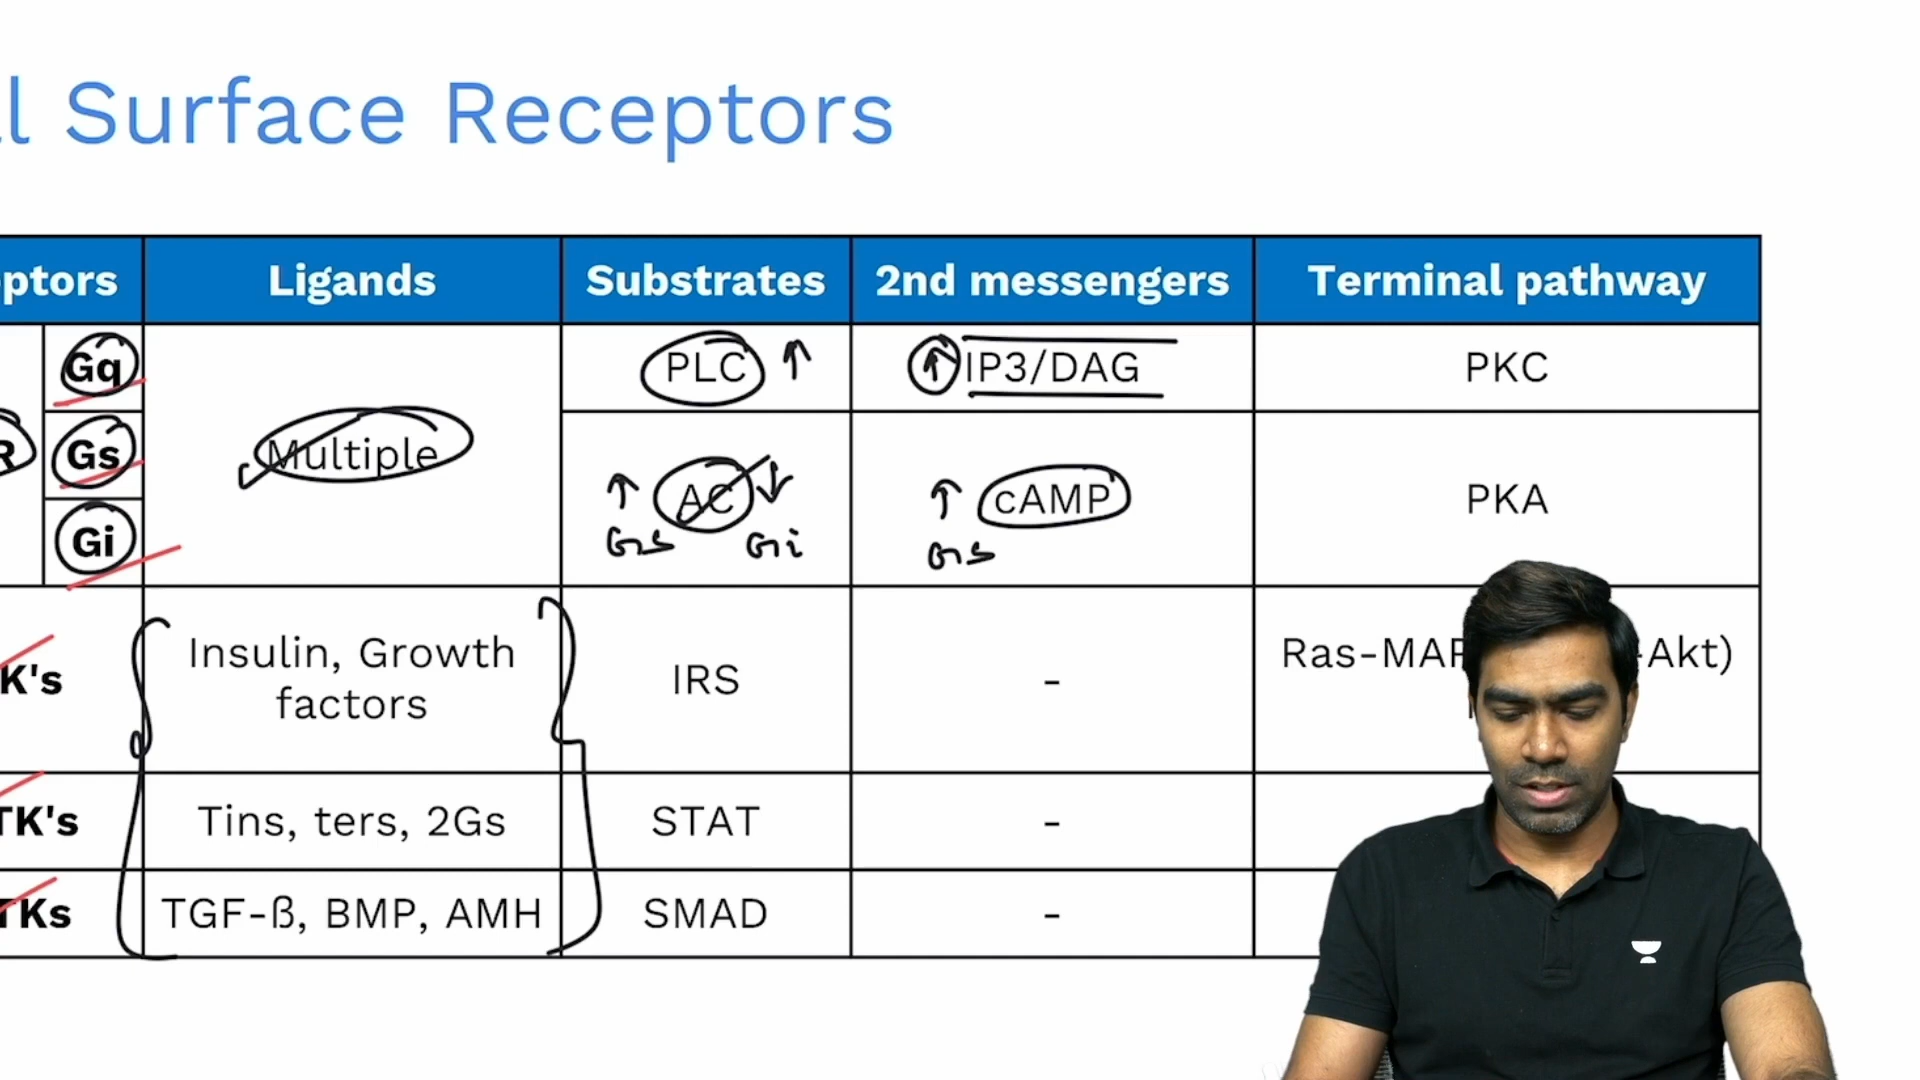 l Surface Receptors
ptors Ligands Substrates 2nd messengers Terminal pathway
Gq PLC ↑ ↑ IP3/DAG PKC
R Gs Multiple
↑ AC ↓ ↑ cAMP PKA
Gi Gs Gi Gs
Insulin, Growth
factors
K's IRS - Ras-MAP -Akt)
TK's Tins, ters, 2Gs STAT -
TKs TGF-ß, BMP, AMH SMAD -